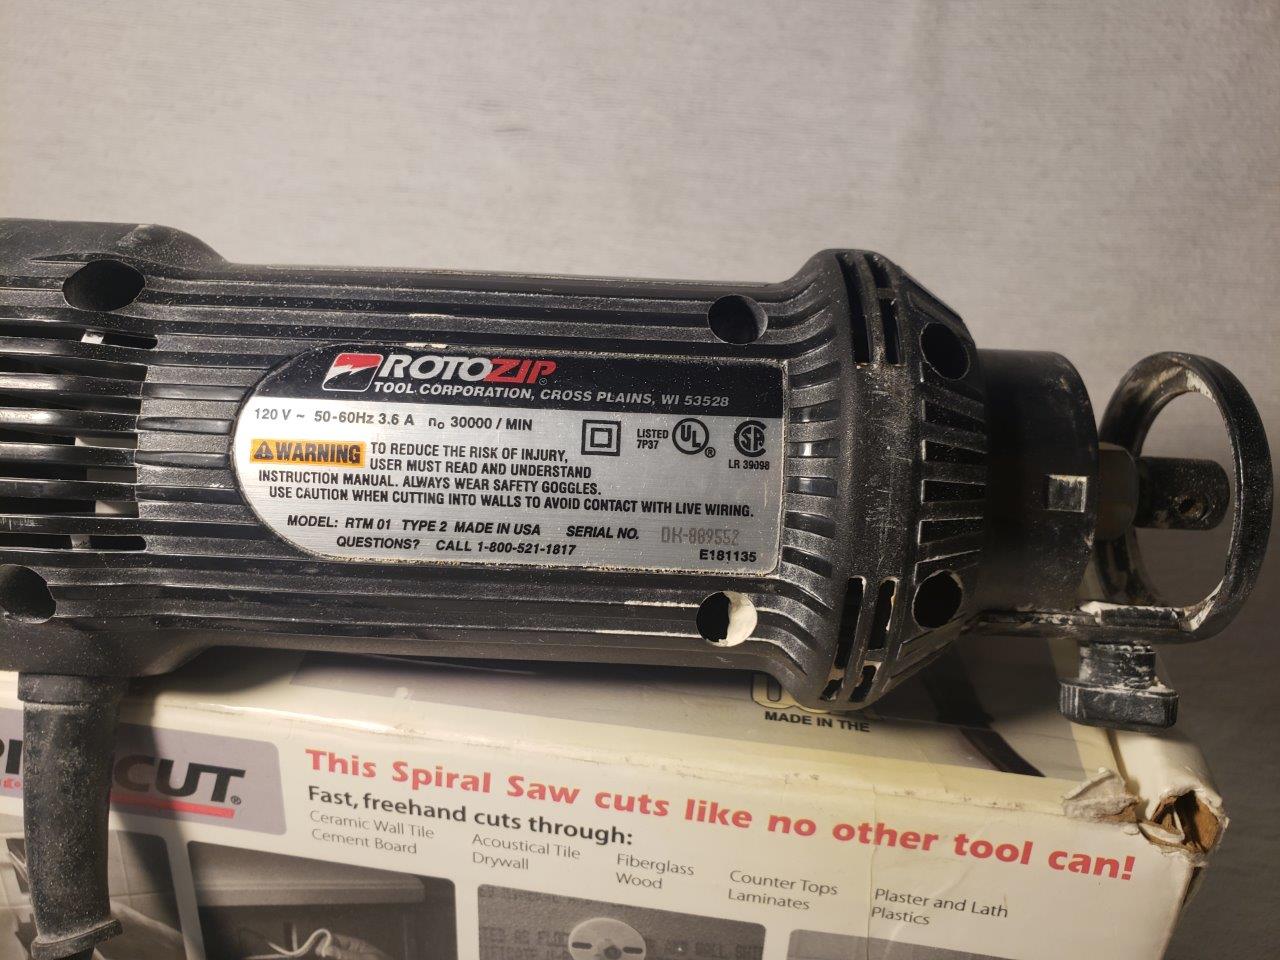 ROTOZIP®
TOOL CORPORATION, CROSS PLAINS, WI 53528
120 V ~ 50-60Hz 3.6 A n₀ 30000 / MIN
LISTED
7P37
UL®
SA
LR 39098
WARNING
TO REDUCE THE RISK OF INJURY,
USER MUST READ AND UNDERSTAND
INSTRUCTION MANUAL. ALWAYS WEAR SAFETY GOGGLES.
USE CAUTION WHEN CUTTING INTO WALLS TO AVOID CONTACT WITH LIVE WIRING.
MODEL: RTM 01 TYPE 2 MADE IN USA SERIAL NO. DK-889552
QUESTIONS? CALL 1-800-521-1817
E181135
MADE IN THE
CUT®
This Spiral Saw cuts like no other tool can!
Fast, freehand cuts through:
Ceramic Wall Tile
Cement Board
Acoustical Tile
Drywall
Fiberglass
Wood
Counter Tops
Laminates
Plaster and Lath
Plastics